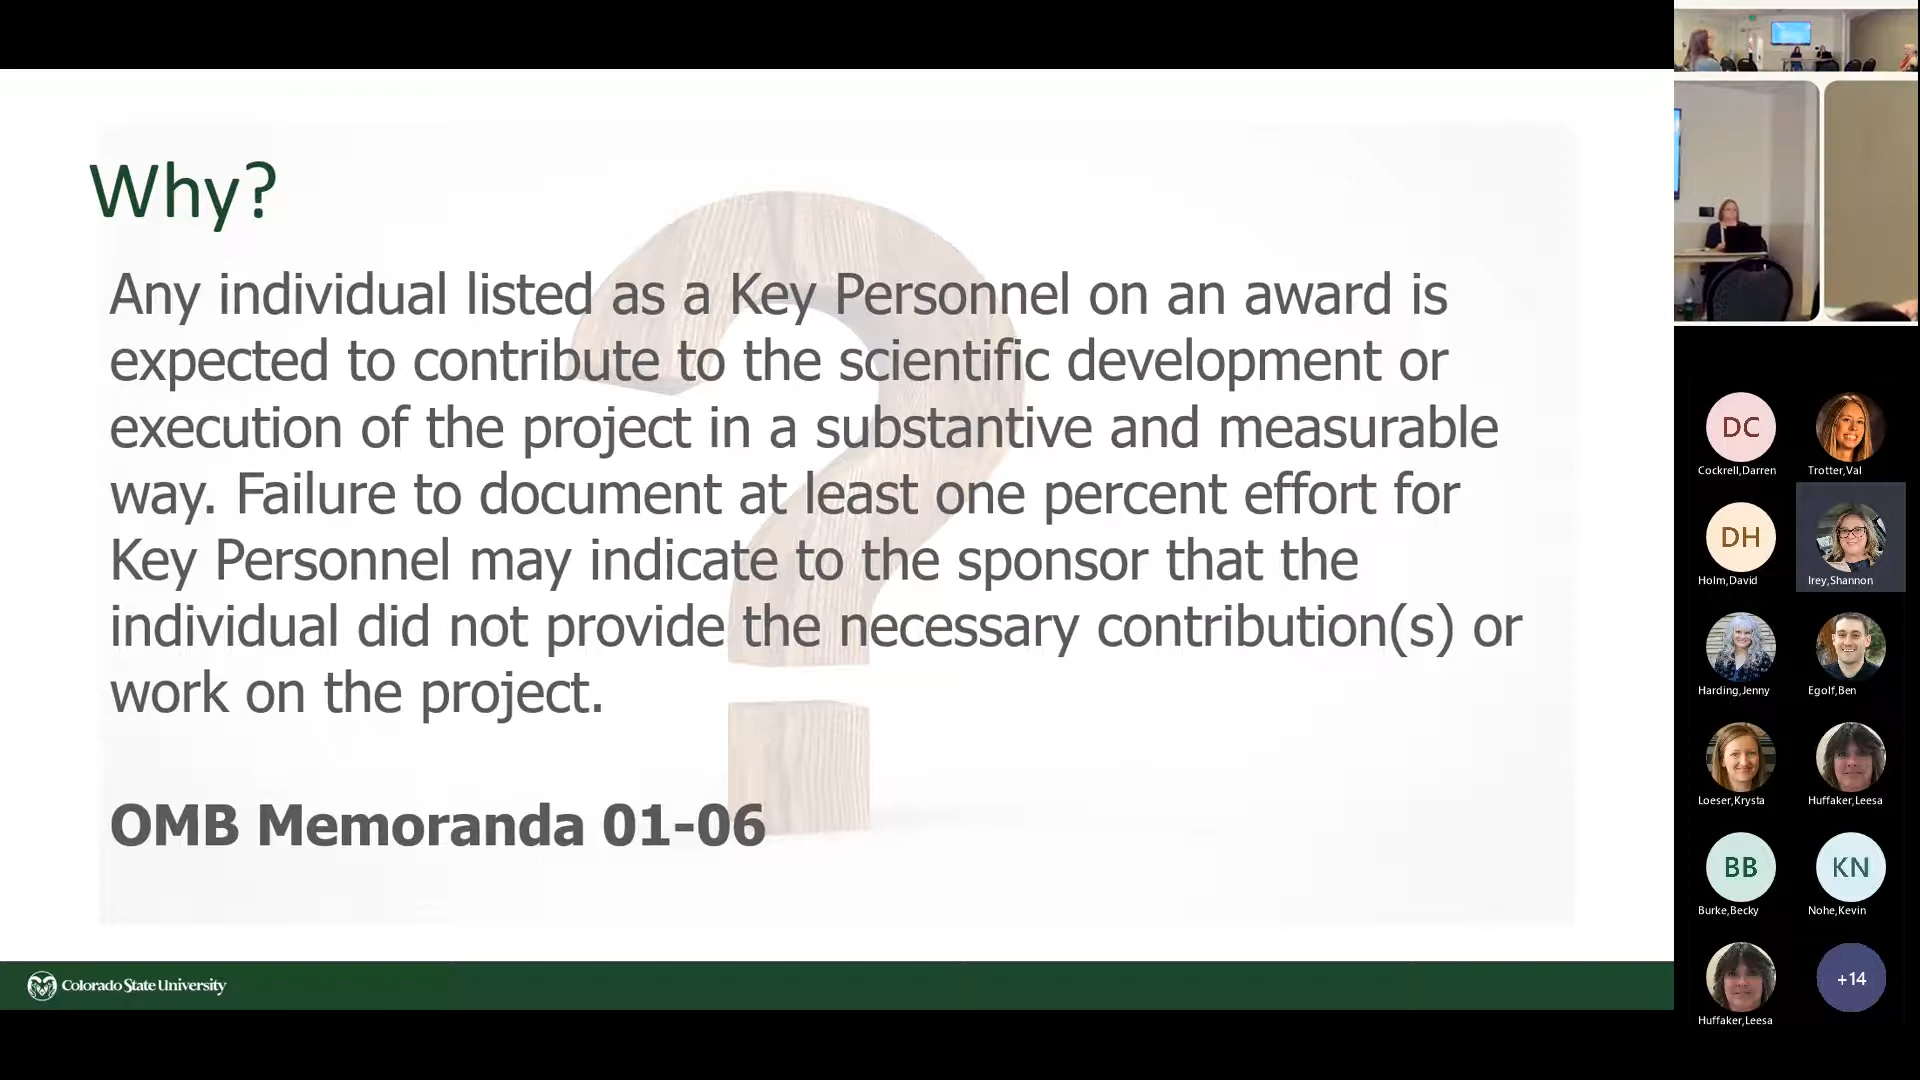 Why?
Any individual listed as a Key Personnel on an award is
expected to contribute to the scientific development or
execution of the project in a substantive and measurable
way. Failure to document at least one percent effort for
Key Personnel may indicate to the sponsor that the
individual did not provide the necessary contribution(s) or
work on the project.
OMB Memoranda 01-06
Colorado State University
DC
Cockrell,Darren
Trotter,Val
DH
Holm,David
Irey,Shannon
Harding,Jenny
Egolf,Ben
Loeser,Krysta
Huffaker,Leesa
BB
Burke,Becky
KN
Nohe,Kevin
Huffaker,Leesa
+14